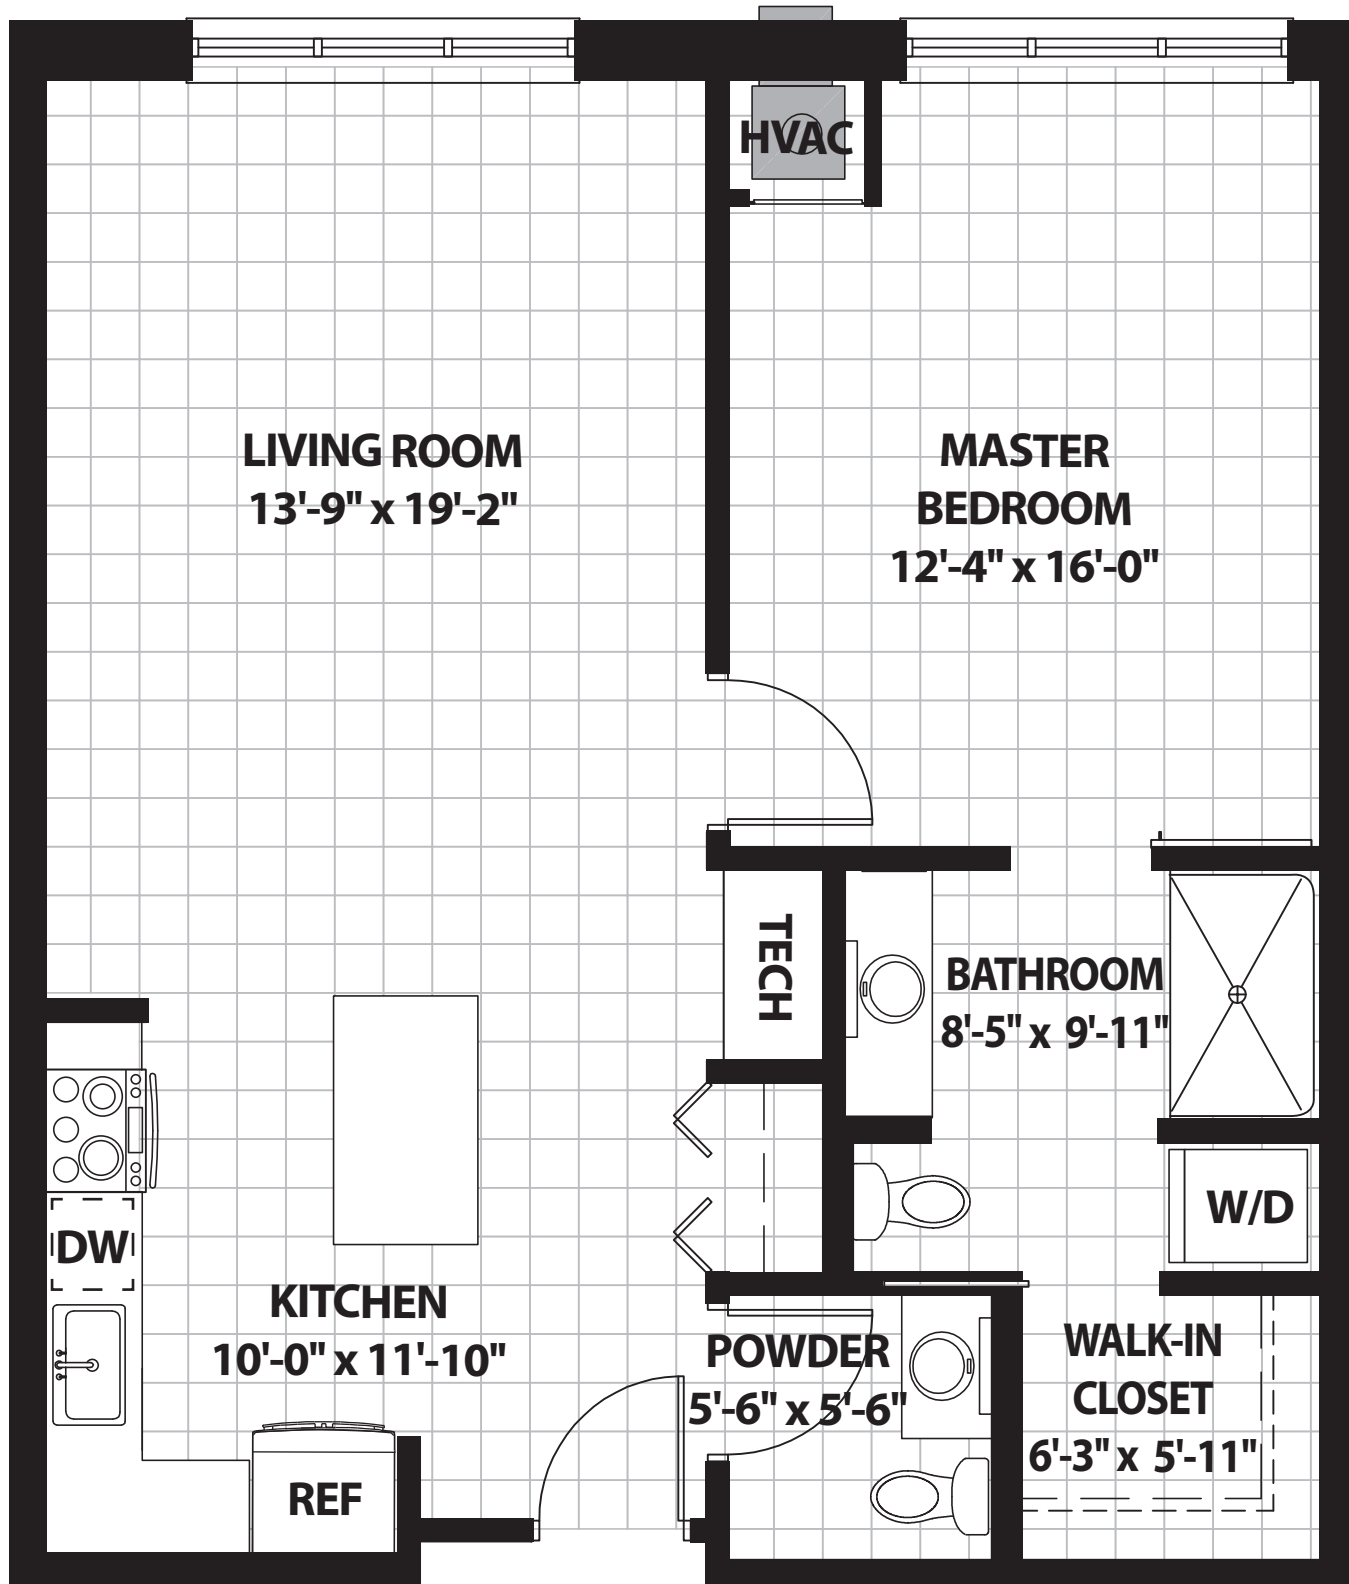 HVAC
LIVING ROOM
13'-9" x 19'-2"
MASTER
BEDROOM
12'-4" x 16'-0"
TECH
BATHROOM
8'-5" x 9'-11"
W/D
DW
KITCHEN
10'-0" x 11'-10"
POWDER
5'-6" x 5'-6"
WALK-IN
CLOSET
6'-3" x 5'-11"
REF